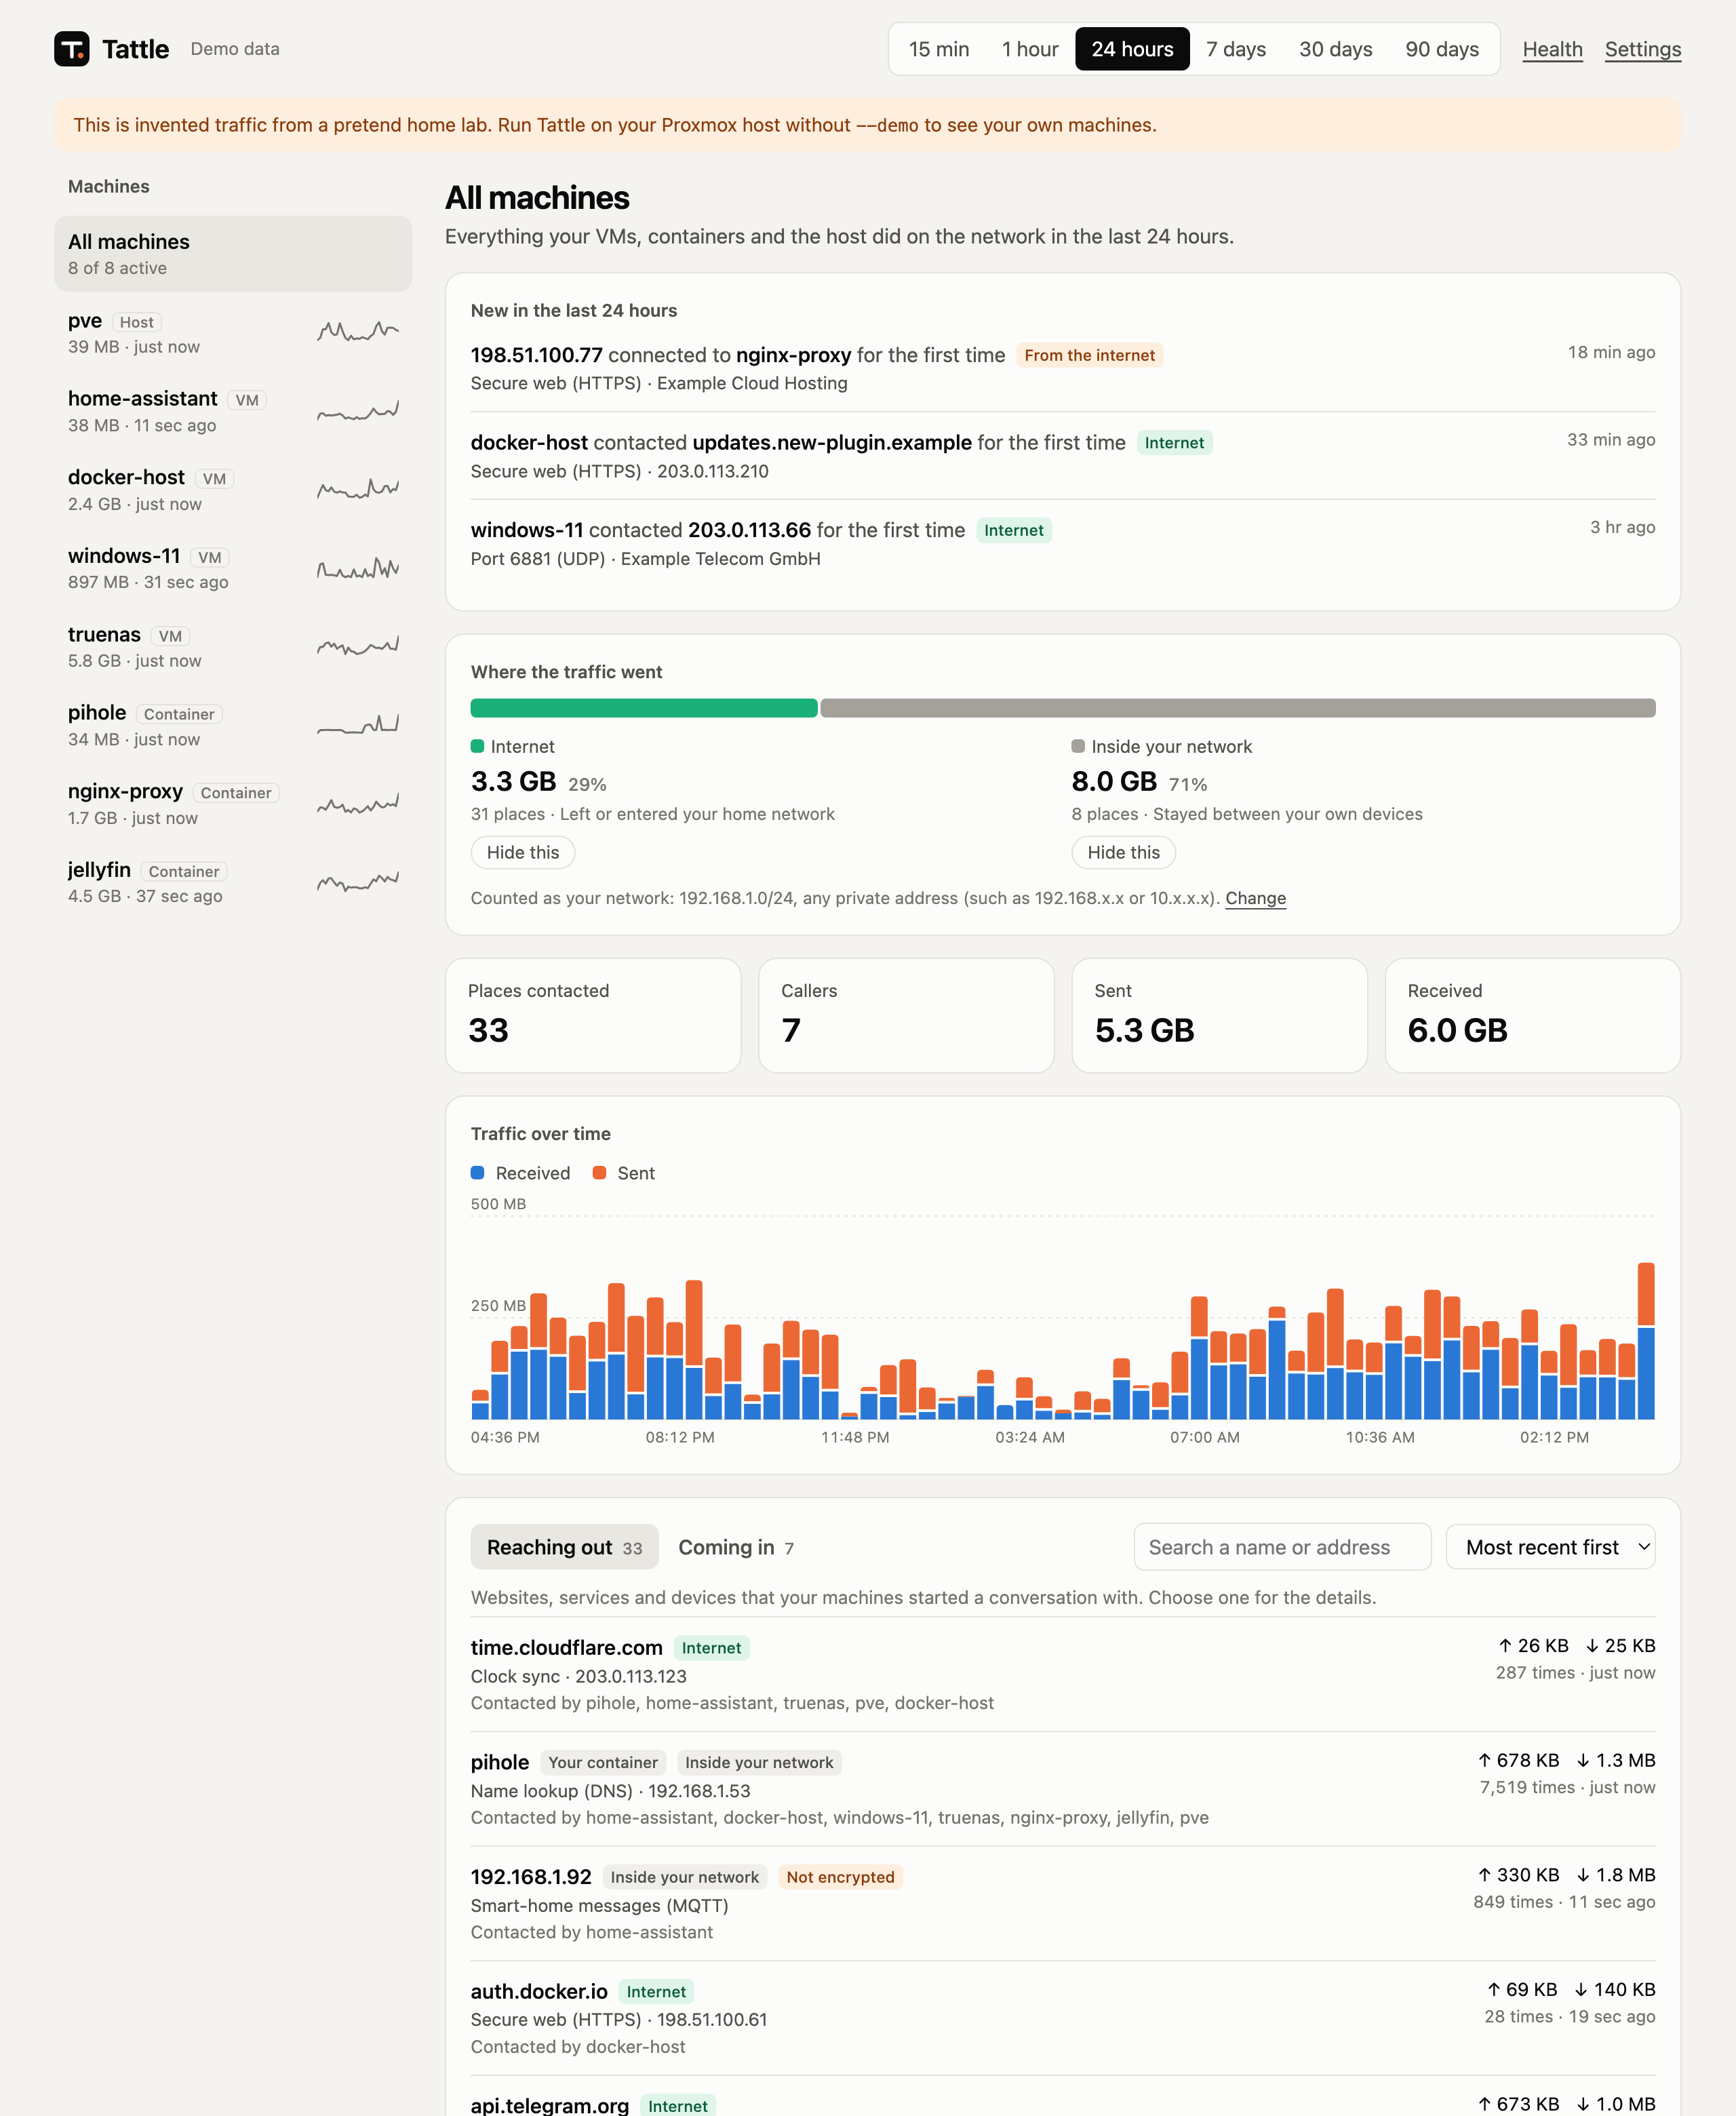 T. Tattle Demo data
15 min 1 hour 24 hours 7 days 30 days 90 days Health Settings
This is invented traffic from a pretend home lab. Run Tattle on your Proxmox host without --demo to see your own machines.
Machines
All machines
8 of 8 active
pve Host
39 MB · just now
home-assistant VM
38 MB · 11 sec ago
docker-host VM
2.4 GB · just now
windows-11 VM
897 MB · 31 sec ago
truenas VM
5.8 GB · just now
pihole Container
34 MB · just now
nginx-proxy Container
1.7 GB · just now
jellyfin Container
4.5 GB · 37 sec ago
All machines
Everything your VMs, containers and the host did on the network in the last 24 hours.
New in the last 24 hours
198.51.100.77 connected to nginx-proxy for the first time From the internet 18 min ago
Secure web (HTTPS) · Example Cloud Hosting
docker-host contacted updates.new-plugin.example for the first time Internet 33 min ago
Secure web (HTTPS) · 203.0.113.210
windows-11 contacted 203.0.113.66 for the first time Internet 3 hr ago
Port 6881 (UDP) · Example Telecom GmbH
Where the traffic went
Internet Inside your network
3.3 GB 29% 8.0 GB 71%
31 places · Left or entered your home network 8 places · Stayed between your own devices
Hide this Hide this
Counted as your network: 192.168.1.0/24, any private address (such as 192.168.x.x or 10.x.x.x). Change
Places contacted Callers Sent Received
33 7 5.3 GB 6.0 GB
Traffic over time
Received Sent
500 MB
250 MB
04:36 PM 08:12 PM 11:48 PM 03:24 AM 07:00 AM 10:36 AM 02:12 PM
Reaching out 33 Coming in 7 Search a name or address Most recent first
Websites, services and devices that your machines started a conversation with. Choose one for the details.
time.cloudflare.com Internet ↑ 26 KB ↓ 25 KB
Clock sync · 203.0.113.123 287 times · just now
Contacted by pihole, home-assistant, truenas, pve, docker-host
pihole Your container Inside your network ↑ 678 KB ↓ 1.3 MB
Name lookup (DNS) · 192.168.1.53 7,519 times · just now
Contacted by home-assistant, docker-host, windows-11, truenas, nginx-proxy, jellyfin, pve
192.168.1.92 Inside your network Not encrypted ↑ 330 KB ↓ 1.8 MB
Smart-home messages (MQTT) 849 times · 11 sec ago
Contacted by home-assistant
auth.docker.io Internet ↑ 69 KB ↓ 140 KB
Secure web (HTTPS) · 198.51.100.61 28 times · 19 sec ago
Contacted by docker-host
api.telegram.org Internet ↑ 673 KB ↓ 1.0 MB